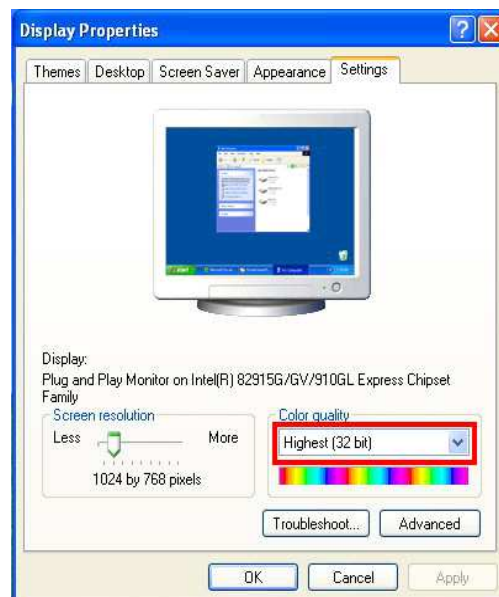 Display Properties
Themes Desktop Screen Saver Appearance Settings
Display:
Plug and Play Monitor on Intel(R) 82915G/GV/910GL Express Chipset
Family
Screen resolution
Less More
1024 by 768 pixels
Color quality
Highest (32 bit)
Troubleshoot... Advanced
OK Cancel Apply